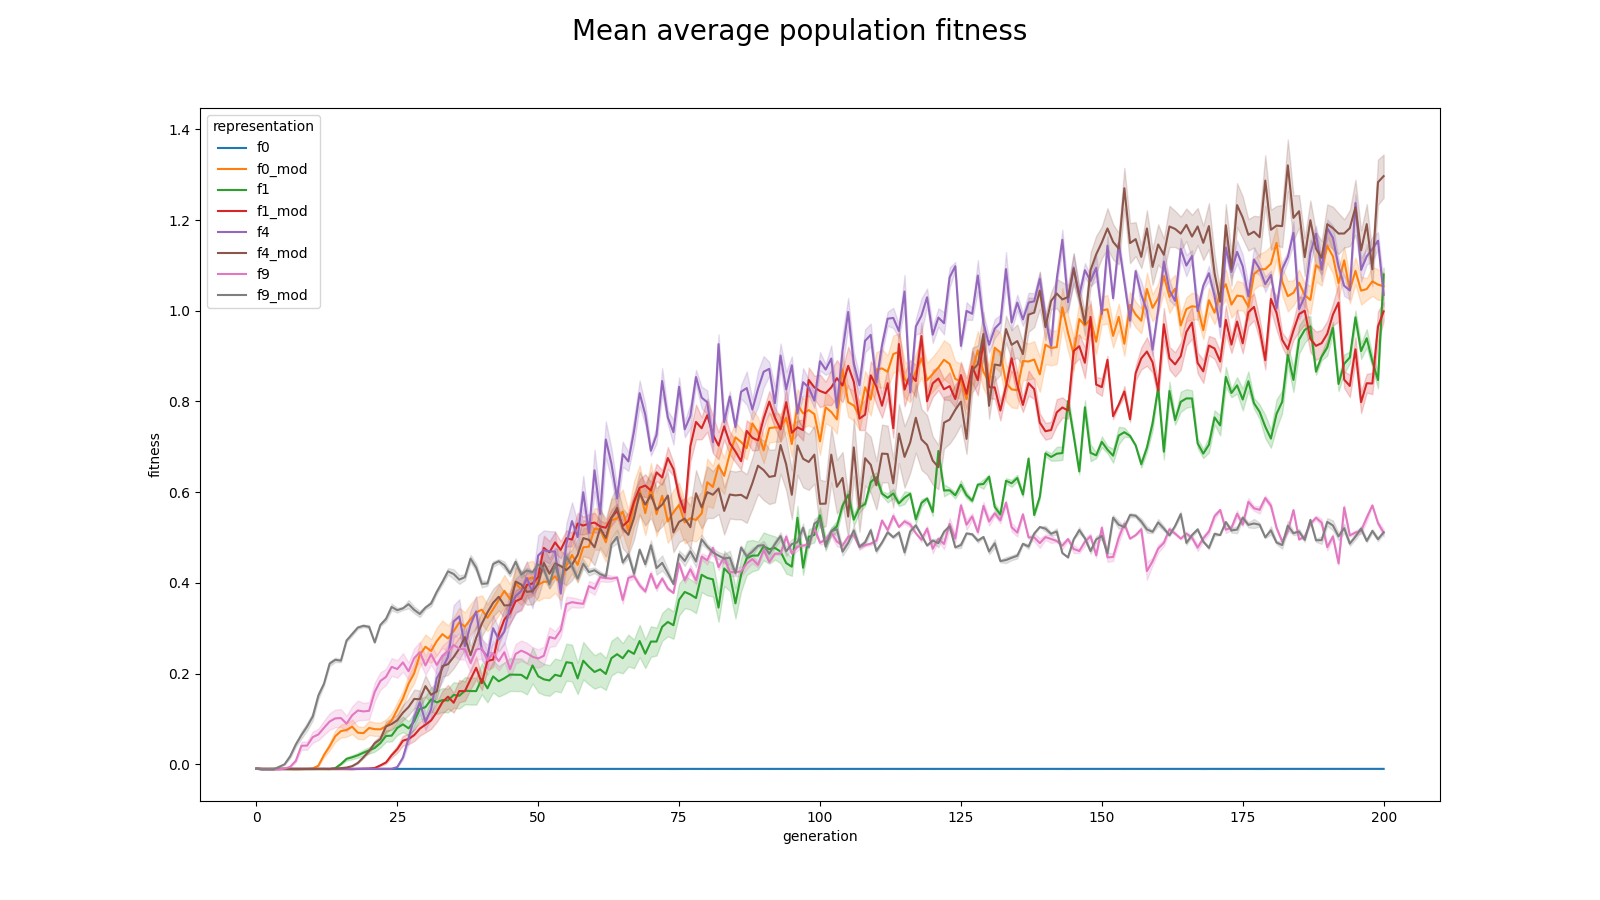 Mean average population fitness
representation
f0
f0_mod
f1
f1_mod
f4
f4_mod
f9
f9_mod
fitness
1.4
1.2
1.0
0.8
0.6
0.4
0.2
0.0
0 25 50 75 100 125 150 175 200
generation